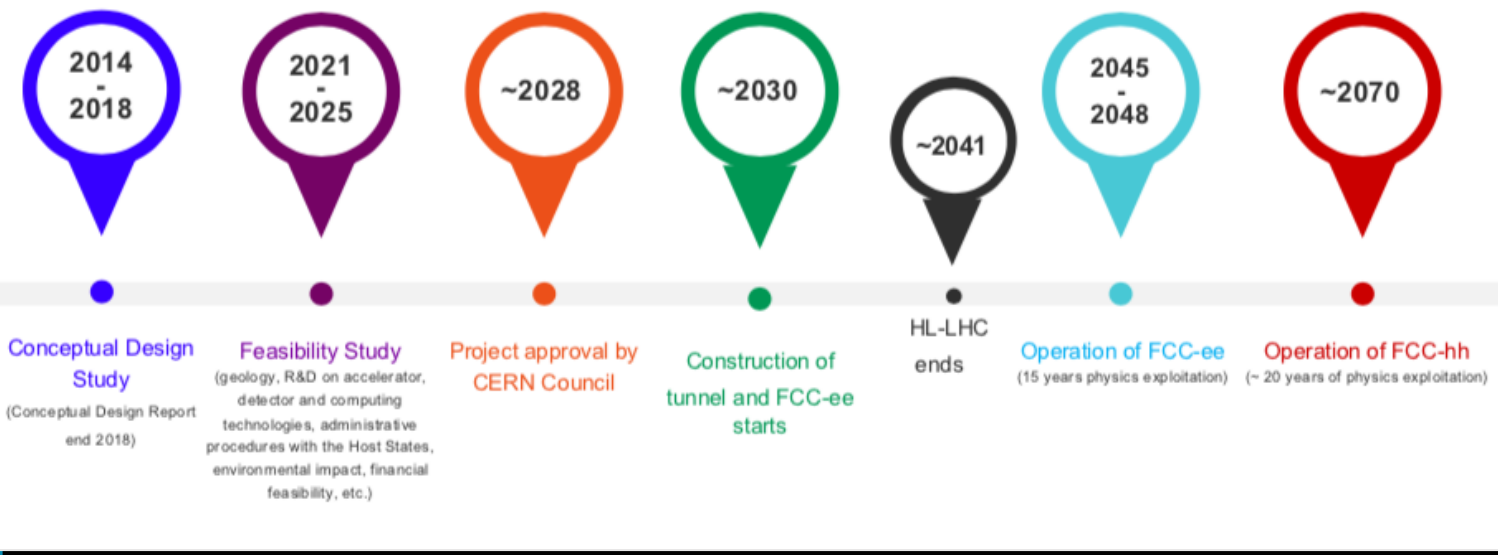 2014
-
2018
2021
-
2025
~2028
~2030
~2041
2045
-
2048
~2070
Conceptual Design
Study
(Conceptual Design Report
end 2018)
Feasibility Study
(geology, R&D on accelerator,
detector and computing
technologies, administrative
procedures with the Host States,
environmental impact, financial
feasibility, etc.)
Project approval by
CERN Council
Construction of
tunnel and FCC-ee
starts
HL-LHC
ends
Operation of FCC-ee
(15 years physics exploitation)
Operation of FCC-hh
(~ 20 years of physics exploitation)